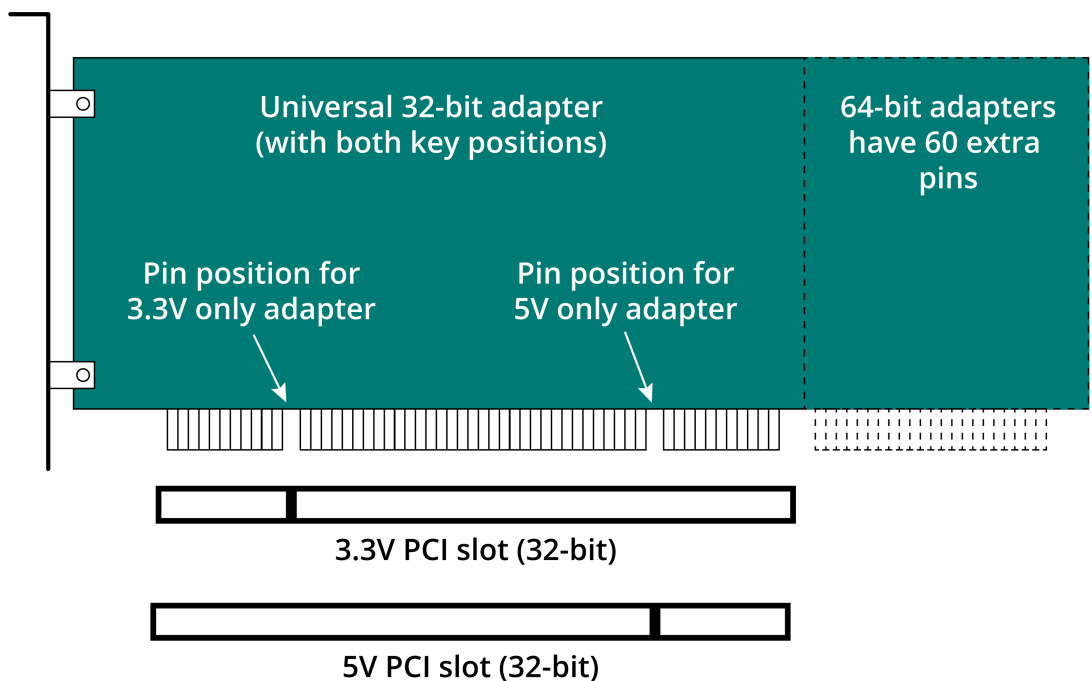 Universal 32-bit adapter
(with both key positions)
64-bit adapters
have 60 extra
pins
Pin position for
3.3V only adapter
Pin position for
5V only adapter
3.3V PCI slot (32-bit)
5V PCI slot (32-bit)